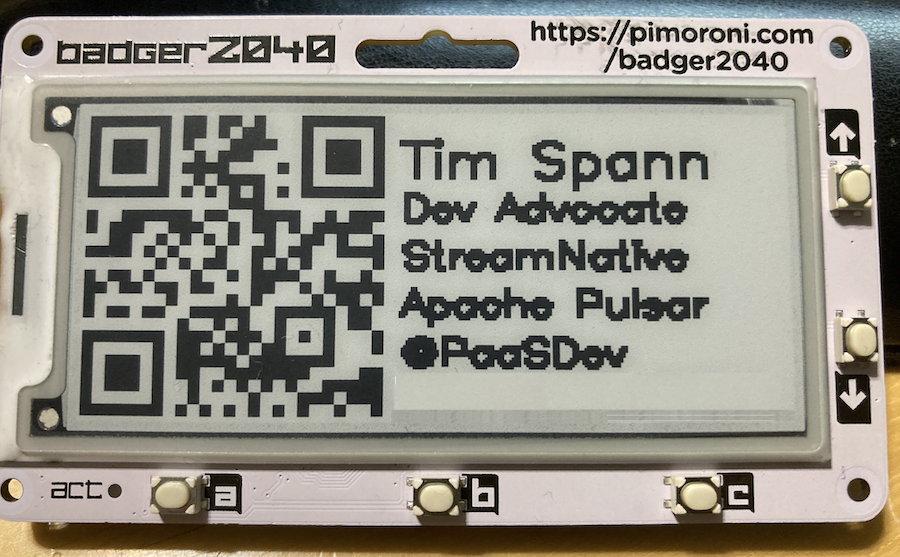 badger2040
https://pimoroni.com
/badger2040
Tim Spann
Dev Advocate
StreamNative
Apache Pulsar
@PaaSDev
act
a
b
c